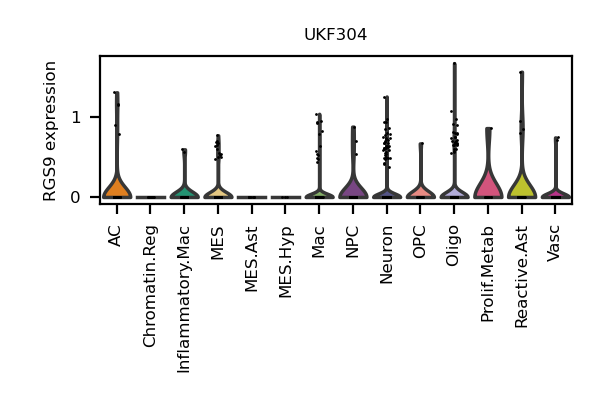 UKF304
RGS9 expression
1
0
AC
Chromatin.Reg
Inflammatory.Mac
MES
MES.Ast
MES.Hyp
Mac
NPC
Neuron
OPC
Oligo
Prolif.Metab
Reactive.Ast
Vasc